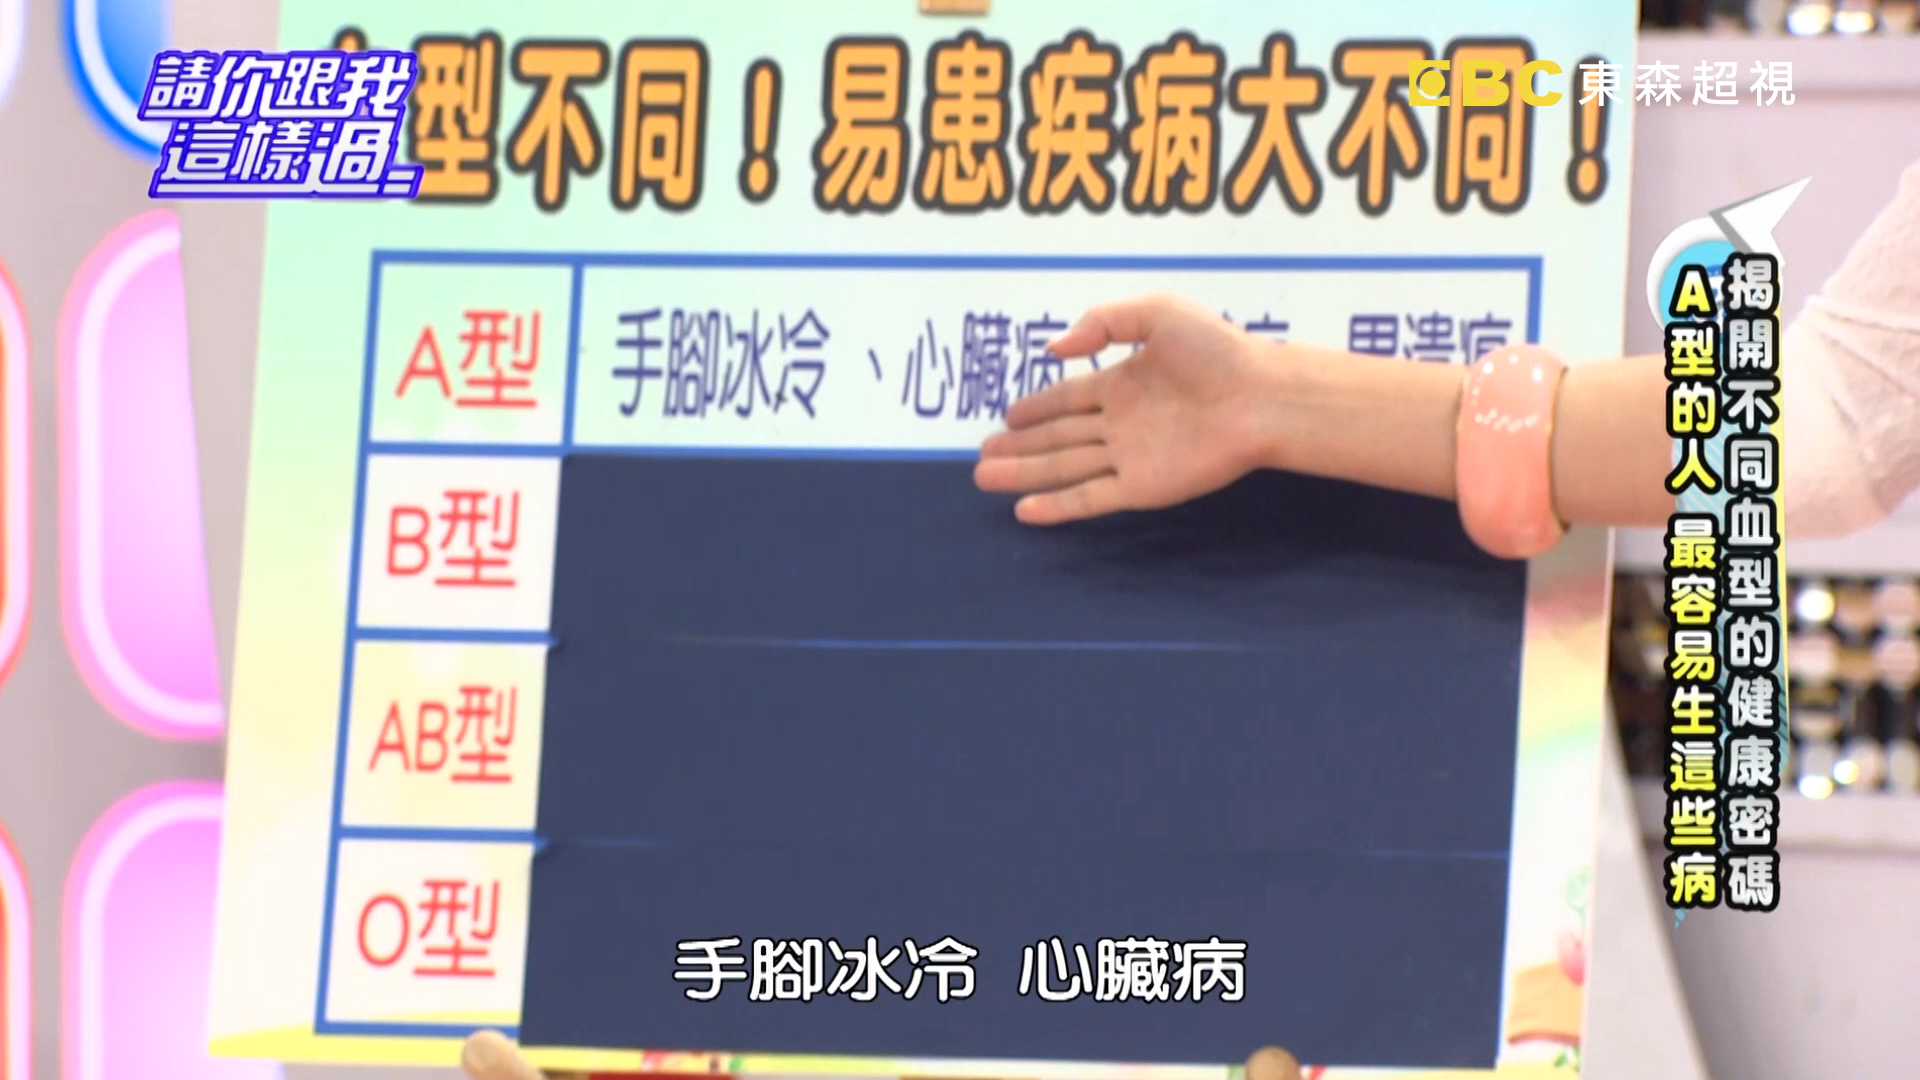 請你跟我
這樣過
型不同！易患疾病大不同！
EBC 東森超視
A型
手腳冰冷、心臟病、
胃潰瘍
B型
AB型
O型
揭開不同血型的健康密碼
A型的人 最容易生這些病
手腳冰冷 心臟病